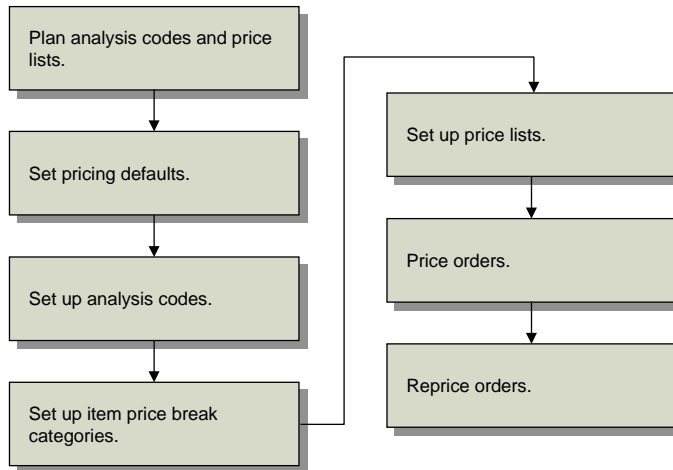 Plan analysis codes and price
lists.
Set pricing defaults.
Set up analysis codes.
Set up item price break
categories.
Set up price lists.
Price orders.
Reprice orders.